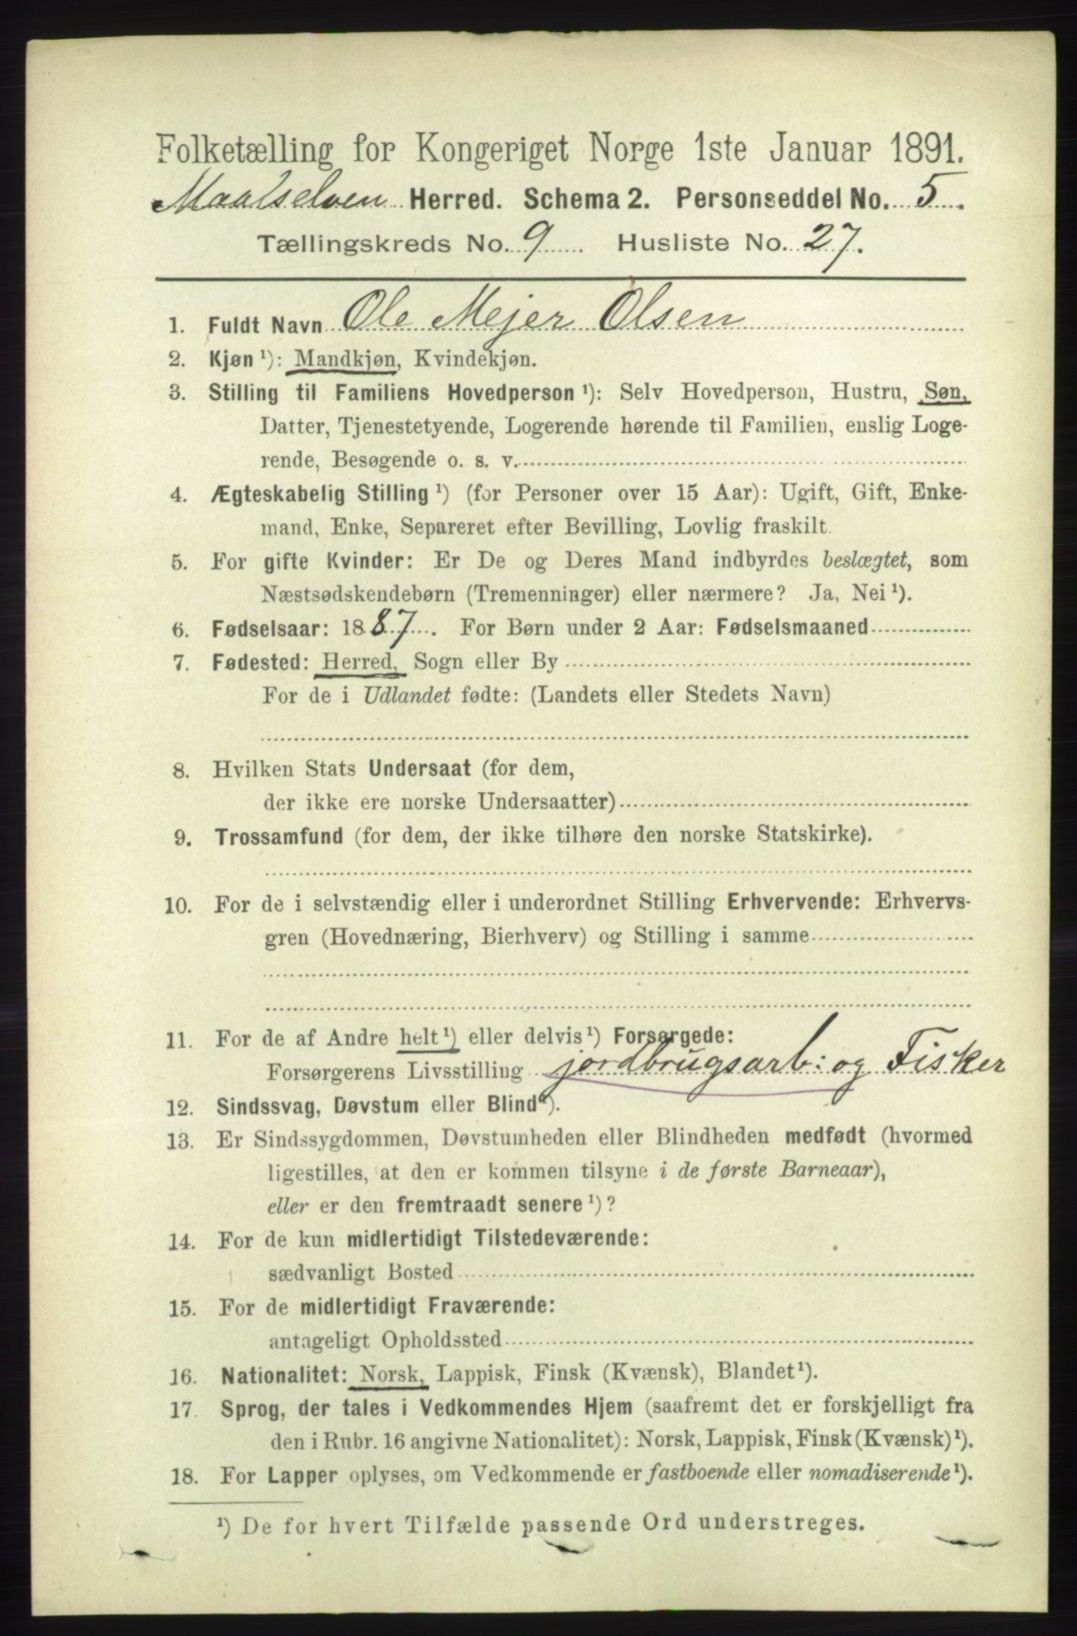 Folketælling for Kongeriget Norge 1ste Januar 1891.
Maalselven Herred. Schema 2. Personseddel No. 5.
Tællingskreds No. 9 Husliste No. 27.
1. Fuldt Navn Ole Mejer Olsen
2. Kjøn ¹): Mandkjøn, Kvindekjøn.
3. Stilling til Familiens Hovedperson ¹): Selv Hovedperson, Hustru, Søn,
Datter, Tjenestetyende, Logerende hørende til Familien, enslig Loge-
rende, Besøgende o. s. v.
4. Ægteskabelig Stilling ¹) (for Personer over 15 Aar): Ugift, Gift, Enke-
mand, Enke, Separeret efter Bevilling, Lovlig fraskilt.
5. For gifte Kvinder: Er De og Deres Mand indbyrdes beslægtet, som
Næstsødskendebørn (Tremenninger) eller nærmere? Ja, Nei ¹).
6. Fødselsaar: 1887. For Børn under 2 Aar: Fødselsmaaned
7. Fødested: Herred, Sogn eller By
For de i Udlandet fødte: (Landets eller Stedets Navn)
8. Hvilken Stats Undersaat (for dem,
der ikke ere norske Undersaatter)
9. Trossamfund (for dem, der ikke tilhøre den norske Statskirke).
10. For de i selvstændig eller i underordnet Stilling Erhvervende: Erhvervs-
gren (Hovednæring, Bierhverv) og Stilling i samme
11. For de af Andre helt ¹) eller delvis ¹) Forsørgede:
Forsørgerens Livsstilling jordbrugsarb: og Fisker
12. Sindssvag, Døvstum eller Blind ¹).
13. Er Sindssygdommen, Døvstumheden eller Blindheden medfødt (hvormed
ligestilles, at den er kommen tilsyne i de første Barneaar),
eller er den fremtraadt senere ¹)?
14. For de kun midlertidigt Tilstedeværende:
sædvanligt Bosted
15. For de midlertidigt Fraværende:
antageligt Opholdssted
16. Nationalitet: Norsk, Lappisk, Finsk (Kvænsk), Blandet ¹).
17. Sprog, der tales i Vedkommendes Hjem (saafremt det er forskjelligt fra
den i Rubr. 16 angivne Nationalitet): Norsk, Lappisk, Finsk (Kvænsk) ¹).
18. For Lapper oplyses, om Vedkommende er fastboende eller nomadiserende ¹).
¹) De for hvert Tilfælde passende Ord understreges.